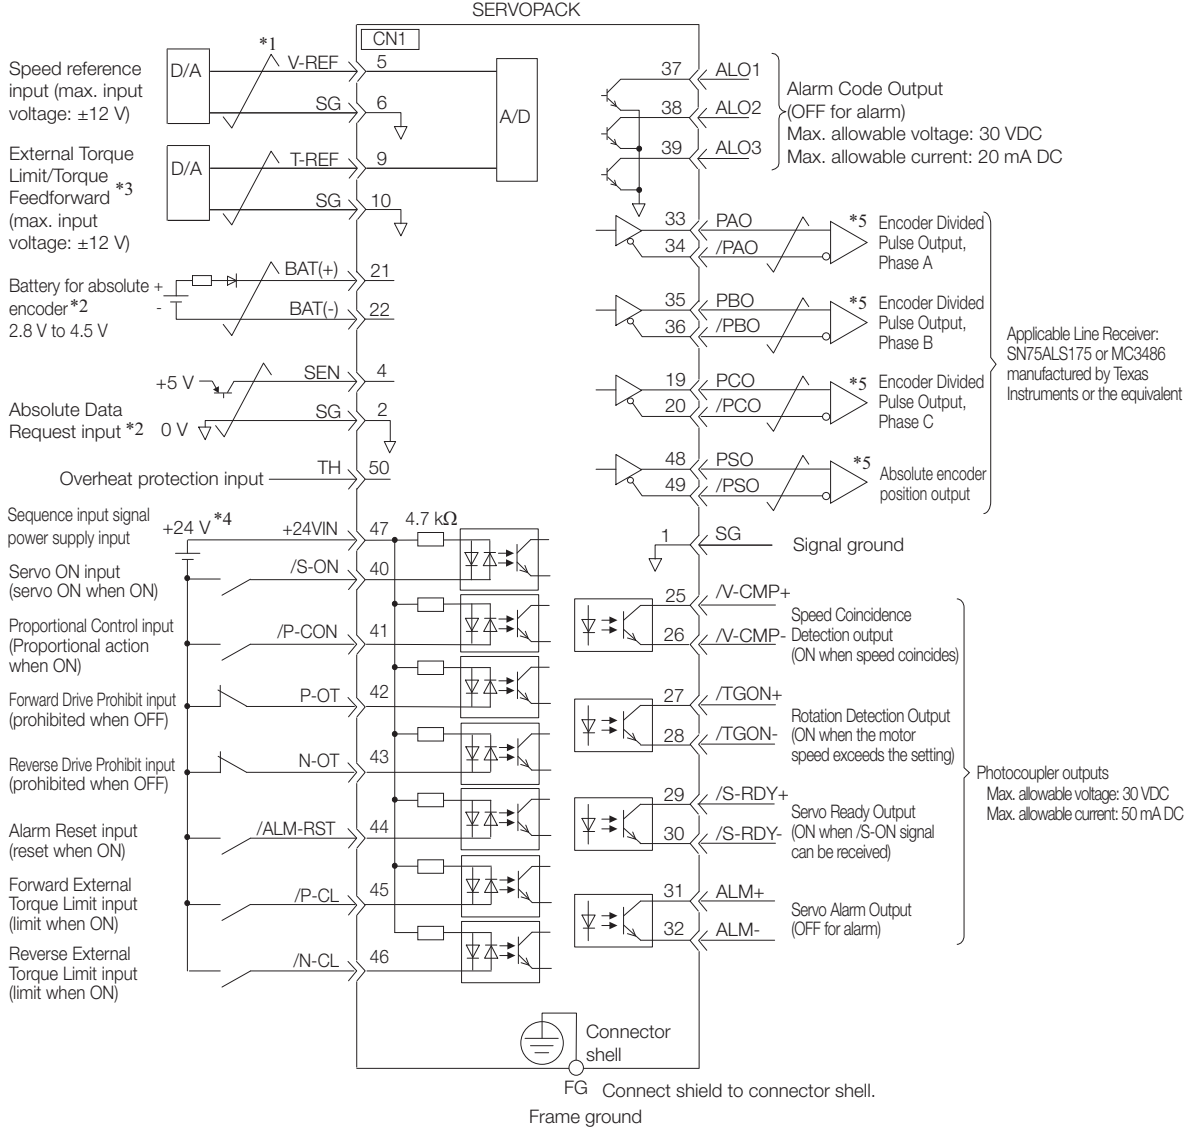 SERVOPACK
CN1
Speed reference
input (max. input
voltage: ±12 V)
D/A
*1
V-REF
5
SG
6
A/D
External Torque
Limit/Torque
Feedforward *3
(max. input
voltage: ±12 V)
D/A
T-REF
9
SG
10
Battery for absolute
encoder*2
2.8 V to 4.5 V
+
-
BAT(+)
21
BAT(-)
22
+5 V
SEN
4
Absolute Data
Request input *2
0 V
SG
2
Overheat protection input
TH
50
Sequence input signal
power supply input
+24 V *4
+24VIN
47
4.7 kΩ
Servo ON input
(servo ON when ON)
/S-ON
40
Proportional Control input
(Proportional action
when ON)
/P-CON
41
Forward Drive Prohibit input
(prohibited when OFF)
P-OT
42
Reverse Drive Prohibit input
(prohibited when OFF)
N-OT
43
Alarm Reset input
(reset when ON)
/ALM-RST
44
Forward External
Torque Limit input
(limit when ON)
/P-CL
45
Reverse External
Torque Limit input
(limit when ON)
/N-CL
46
37
ALO1
38
ALO2
39
ALO3
Alarm Code Output
(OFF for alarm)
Max. allowable voltage: 30 VDC
Max. allowable current: 20 mA DC
33
PAO
34
/PAO
*5
Encoder Divided
Pulse Output,
Phase A
35
PBO
36
/PBO
*5
Encoder Divided
Pulse Output,
Phase B
19
PCO
20
/PCO
*5
Encoder Divided
Pulse Output,
Phase C
48
PSO
49
/PSO
*5
Absolute encoder
position output
Applicable Line Receiver:
SN75ALS175 or MC3486
manufactured by Texas
Instruments or the equivalent
1
SG
Signal ground
25
/V-CMP+
26
/V-CMP-
Speed Coincidence
Detection output
(ON when speed coincides)
27
/TGON+
28
/TGON-
Rotation Detection Output
(ON when the motor
speed exceeds the setting)
29
/S-RDY+
30
/S-RDY-
Servo Ready Output
(ON when /S-ON signal
can be received)
31
ALM+
32
ALM-
Servo Alarm Output
(OFF for alarm)
Photocoupler outputs
Max. allowable voltage: 30 VDC
Max. allowable current: 50 mA DC
Connector
shell
FG
Connect shield to connector shell.
Frame ground